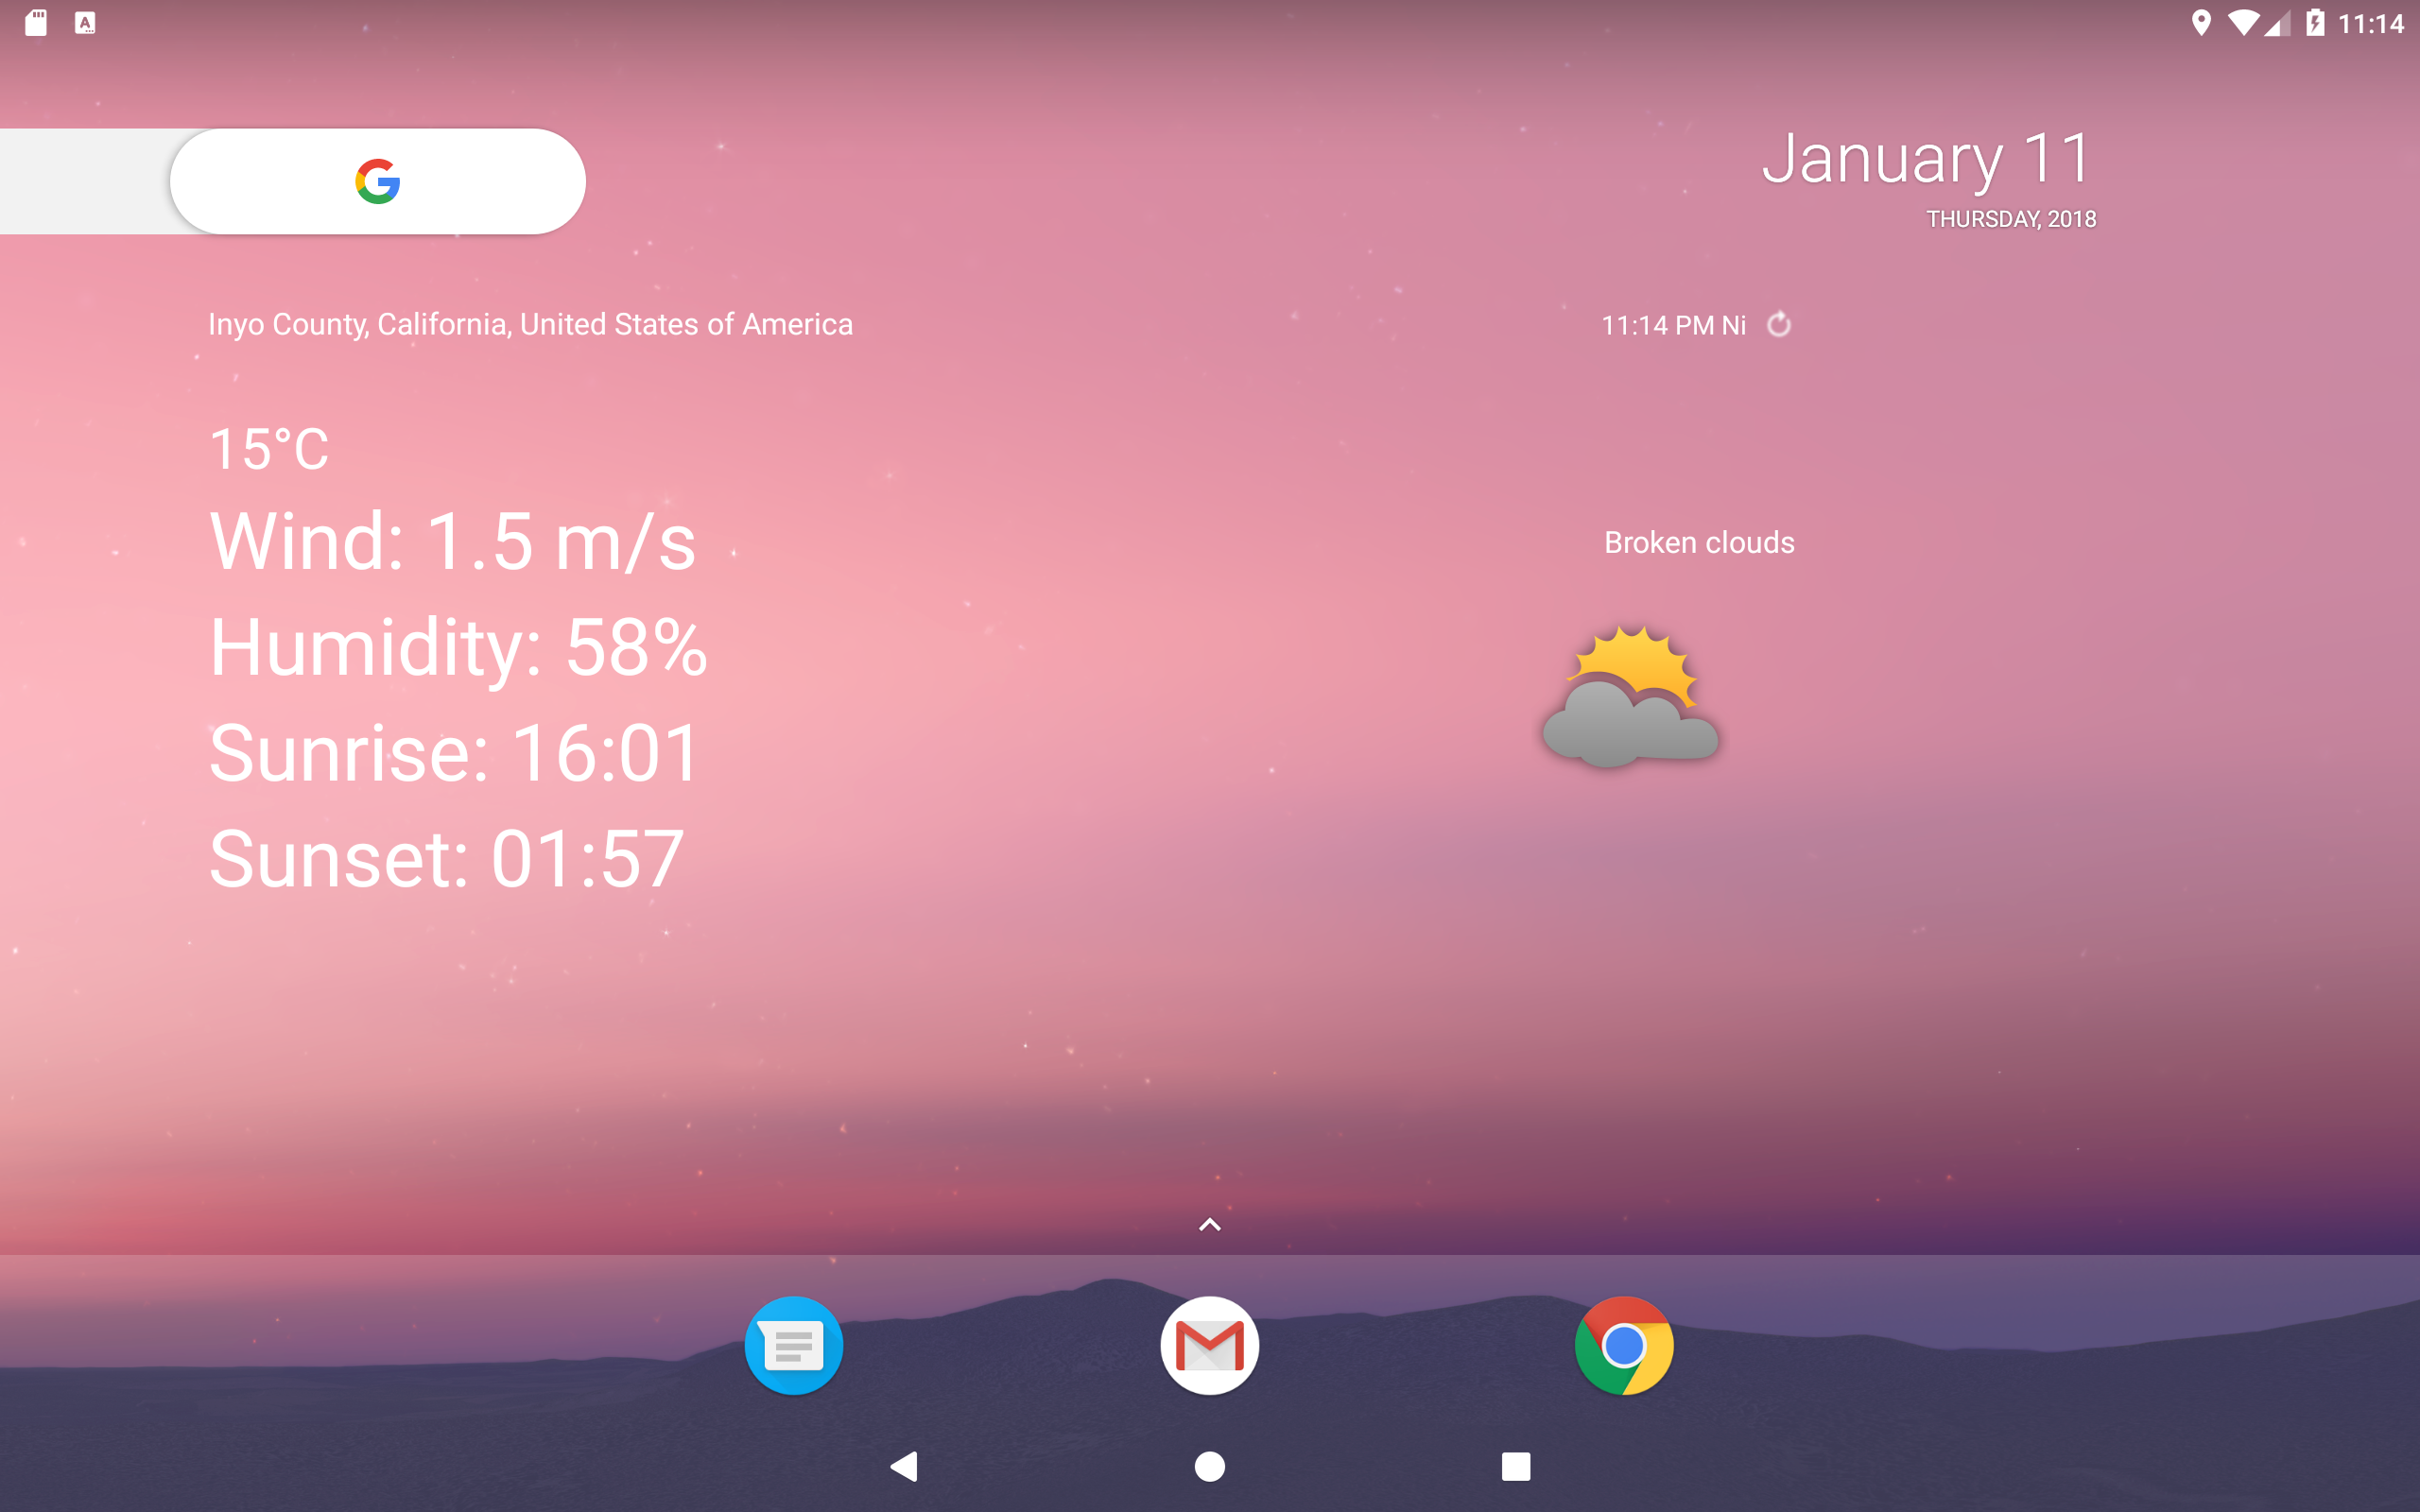 11:14
January 11
THURSDAY, 2018
Inyo County, California, United States of America
11:14 PM Ni
15°C
Wind: 1.5 m/s
Broken clouds
Humidity: 58%
Sunrise: 16:01
Sunset: 01:57